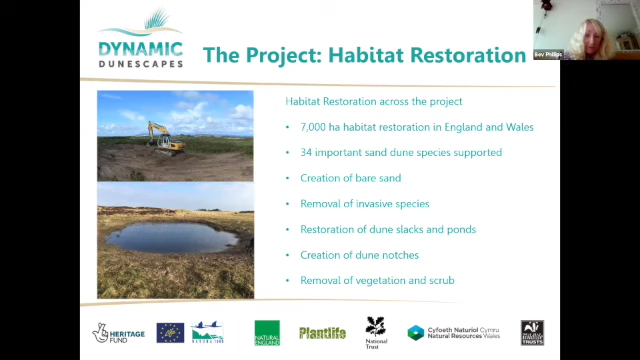 DYNAMIC
DUNESCAPES
The Project: Habitat Restoration
Bev Phillips
Habitat Restoration across the project
• 7,000 ha habitat restoration in England and Wales
• 34 important sand dune species supported
• Creation of bare sand
• Removal of invasive species
• Restoration of dune slacks and ponds
• Creation of dune notches
• Removal of vegetation and scrub
HERITAGE
FUND
NATURA 2000
NATURAL
ENGLAND
Plantlife
National
Trust
Cyfoeth Naturiol Cymru
Natural Resources Wales
TRUSTS